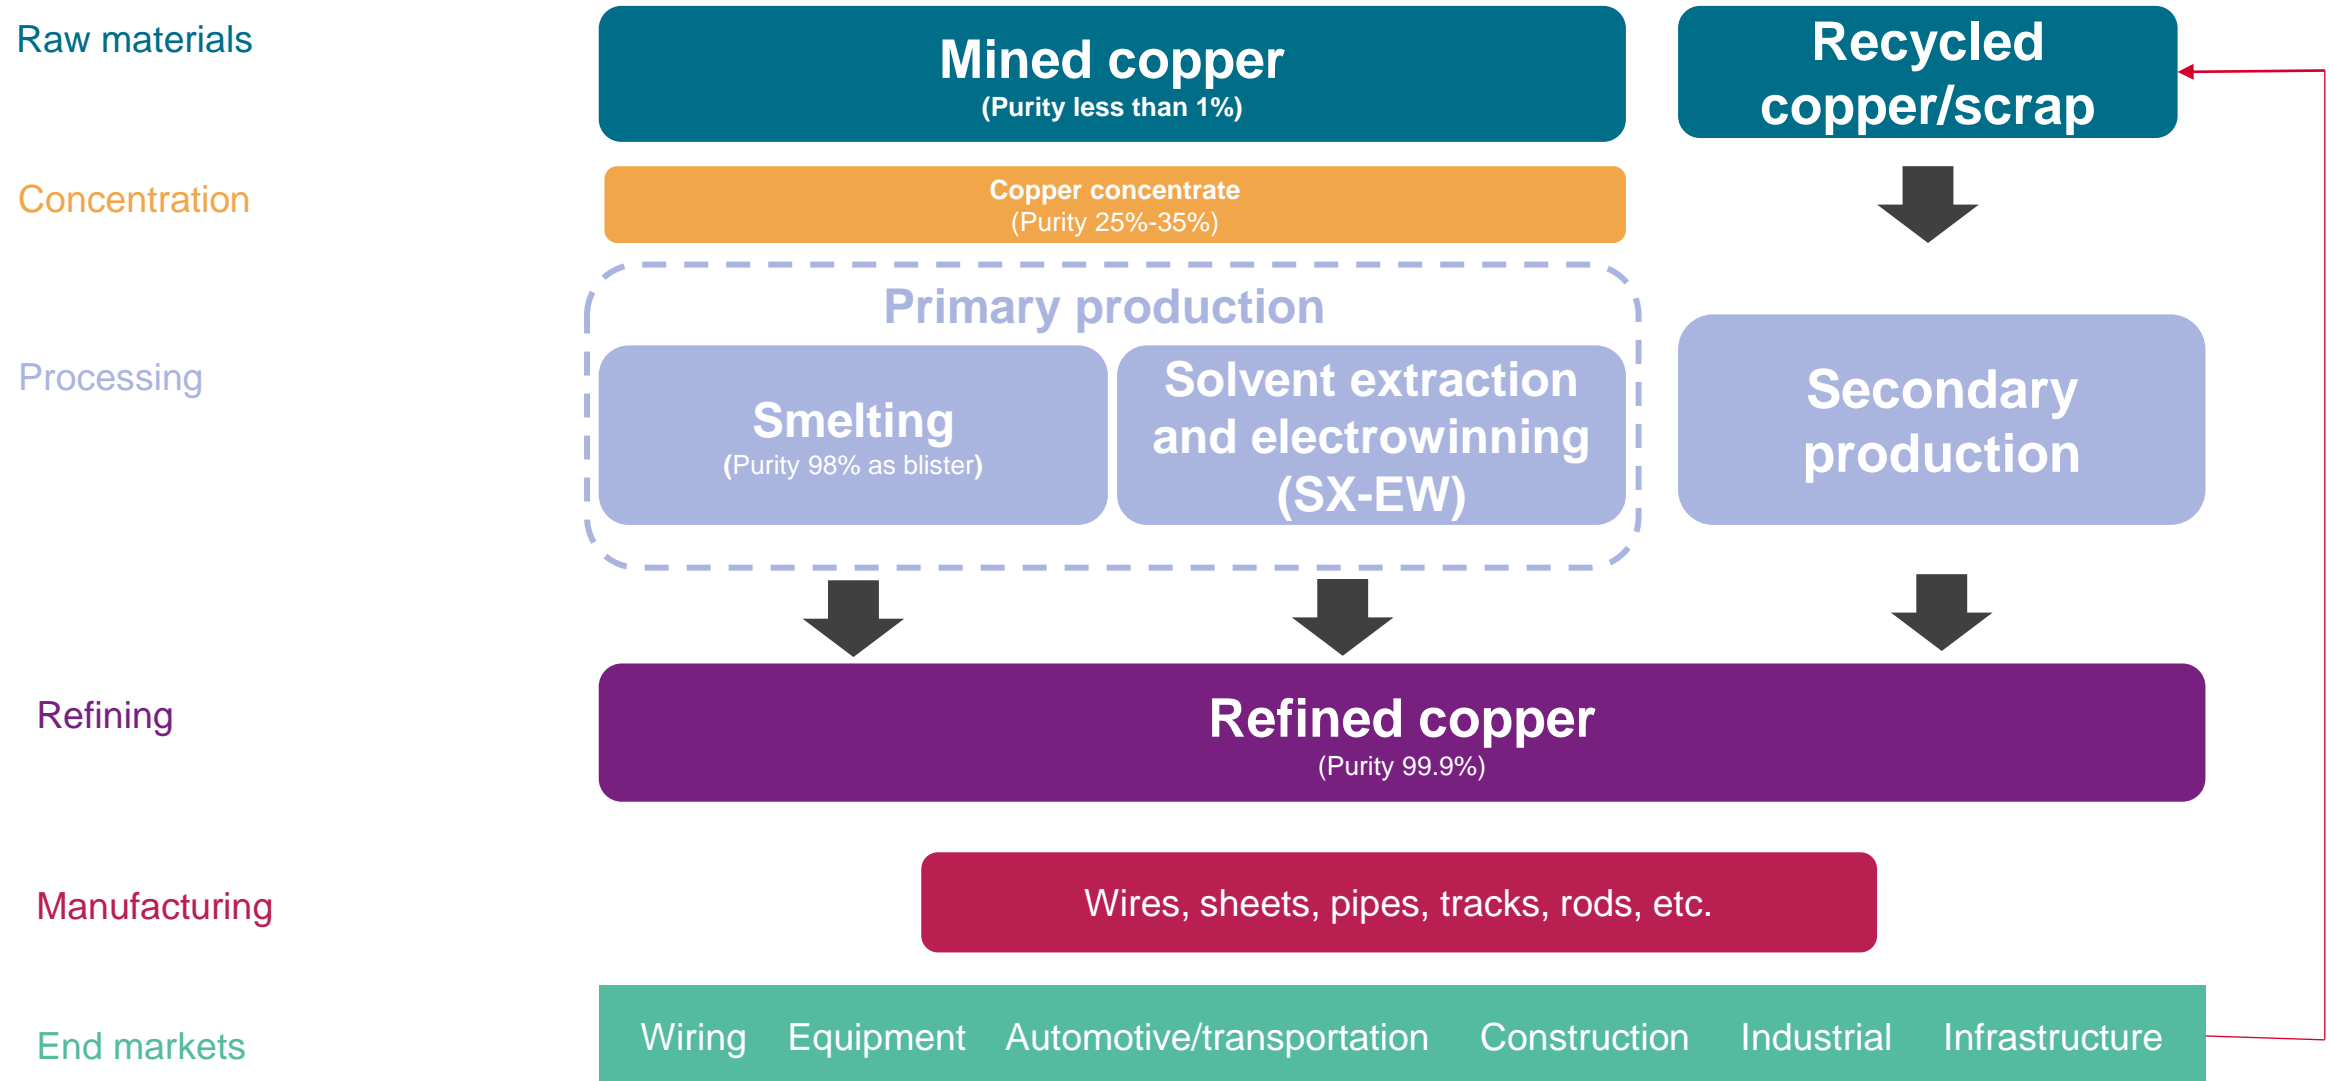 Raw materials
Mined copper
(Purity less than 1%)
Recycled
copper/scrap
Concentration
Copper concentrate
(Purity 25%-35%)
Primary production
Processing
Smelting
(Purity 98% as blister)
Solvent extraction
and electrowinning
(SX-EW)
Secondary
production
Refining
Refined copper
(Purity 99.9%)
Manufacturing
Wires, sheets, pipes, tracks, rods, etc.
End markets
Wiring Equipment Automotive/transportation Construction Industrial Infrastructure